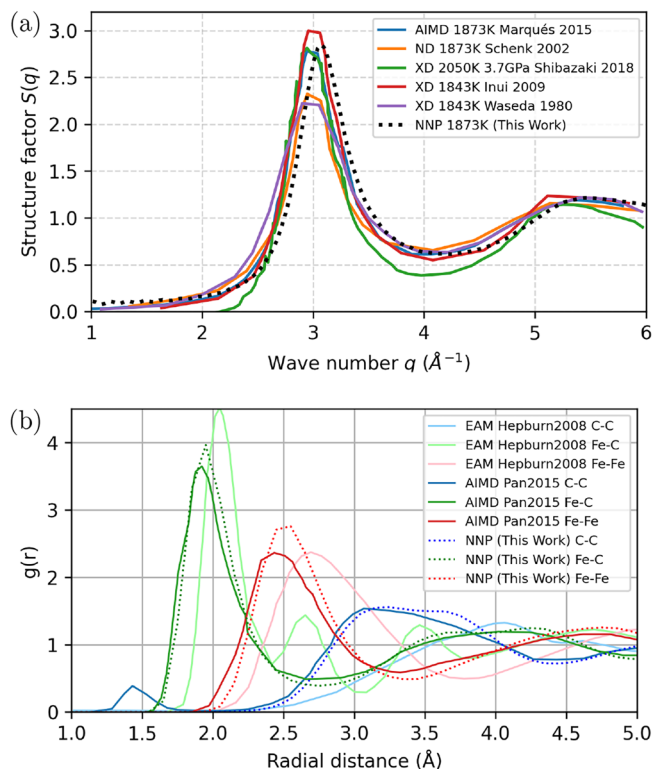 (a)
3.0
2.5
2.0
1.5
1.0
0.5
0.0
Structure factor S(q)
AIMD 1873K Marqués 2015
ND 1873K Schenk 2002
XD 2050K 3.7GPa Shibazaki 2018
XD 1843K Inui 2009
XD 1843K Waseda 1980
NNP 1873K (This Work)
1 2 3 4 5 6
Wave number q (Å⁻¹)
(b)
4
3
2
1
0
g(r)
EAM Hepburn2008 C-C
EAM Hepburn2008 Fe-C
EAM Hepburn2008 Fe-Fe
AIMD Pan2015 C-C
AIMD Pan2015 Fe-C
AIMD Pan2015 Fe-Fe
NNP (This Work) C-C
NNP (This Work) Fe-C
NNP (This Work) Fe-Fe
1.0 1.5 2.0 2.5 3.0 3.5 4.0 4.5 5.0
Radial distance (Å)